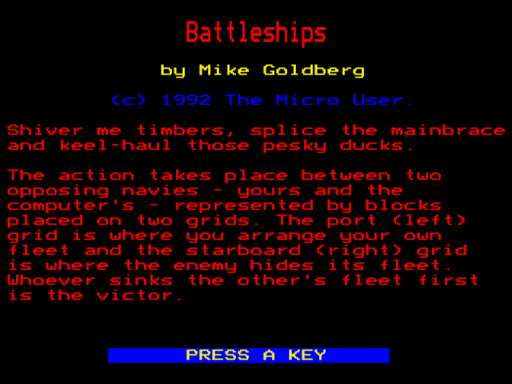 Battleships
by Mike Goldberg
(c) 1992 The Micro User.
Shiver me timbers, splice the mainbrace
and keel-haul those pesky ducks.
The action takes place between two
opposing navies - yours and the
computer's - represented by blocks
placed on two grids. The port (left)
grid is where you arrange your own
fleet and the starboard (right) grid
is where the enemy hides its fleet.
Whoever sinks the other's fleet first
is the victor.
PRESS A KEY